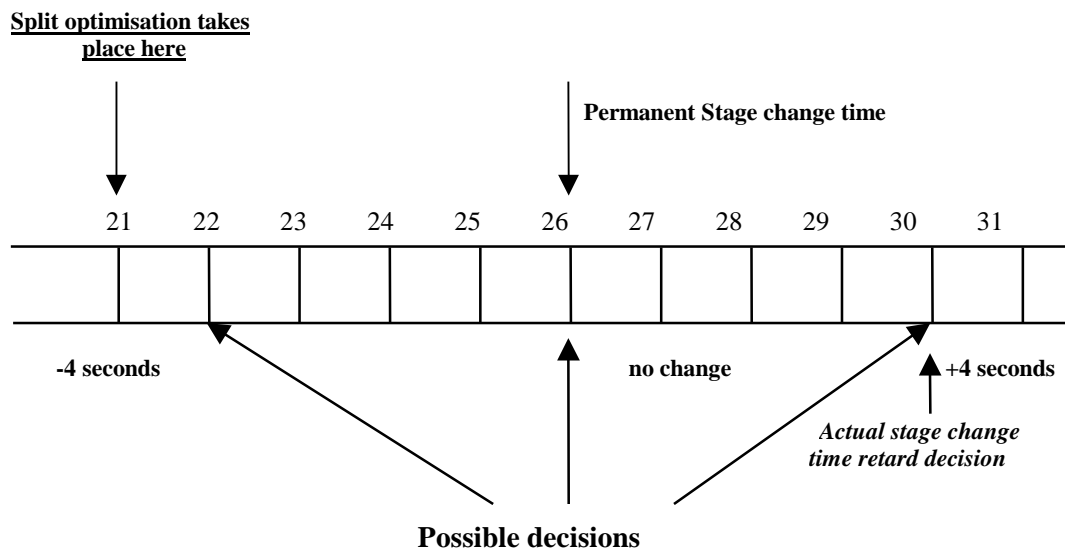 Split optimisation takes
place here
Permanent Stage change time
21 22 23 24 25 26 27 28 29 30 31
-4 seconds
no change
+4 seconds
Actual stage change
time retard decision
Possible decisions